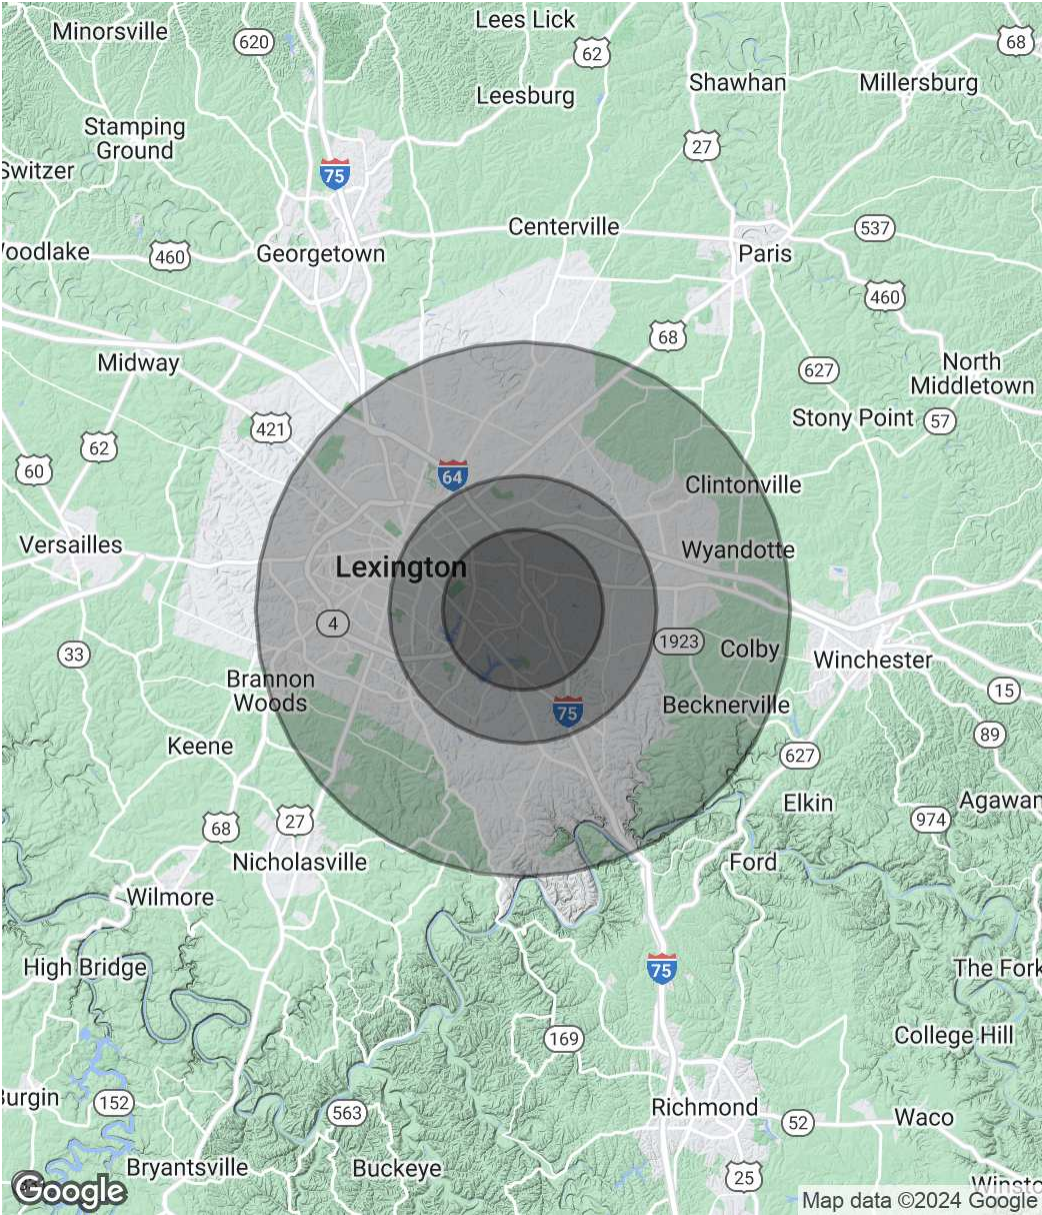 Lees Lick
Minorsville
620
62
68
Shawhan
Millersburg
Leesburg
Stamping
Ground
27
Switzer
75
Centerville
537
Woodlake
460
Georgetown
Paris
460
68
Midway
North
Middletown
627
Stony Point
57
421
62
60
64
Clintonville
Versailles
Wyandotte
Lexington
4
1923
Colby
33
Winchester
Brannon
Woods
15
Becknerville
75
89
Keene
627
Elkin
Agawan
68
27
974
Nicholasville
Ford
Wilmore
High Bridge
75
The Fork
169
College Hill
Burgin
152
563
Richmond
52
Waco
Bryantsville
Buckeye
25
Winsto
Google
Map data ©2024 Google